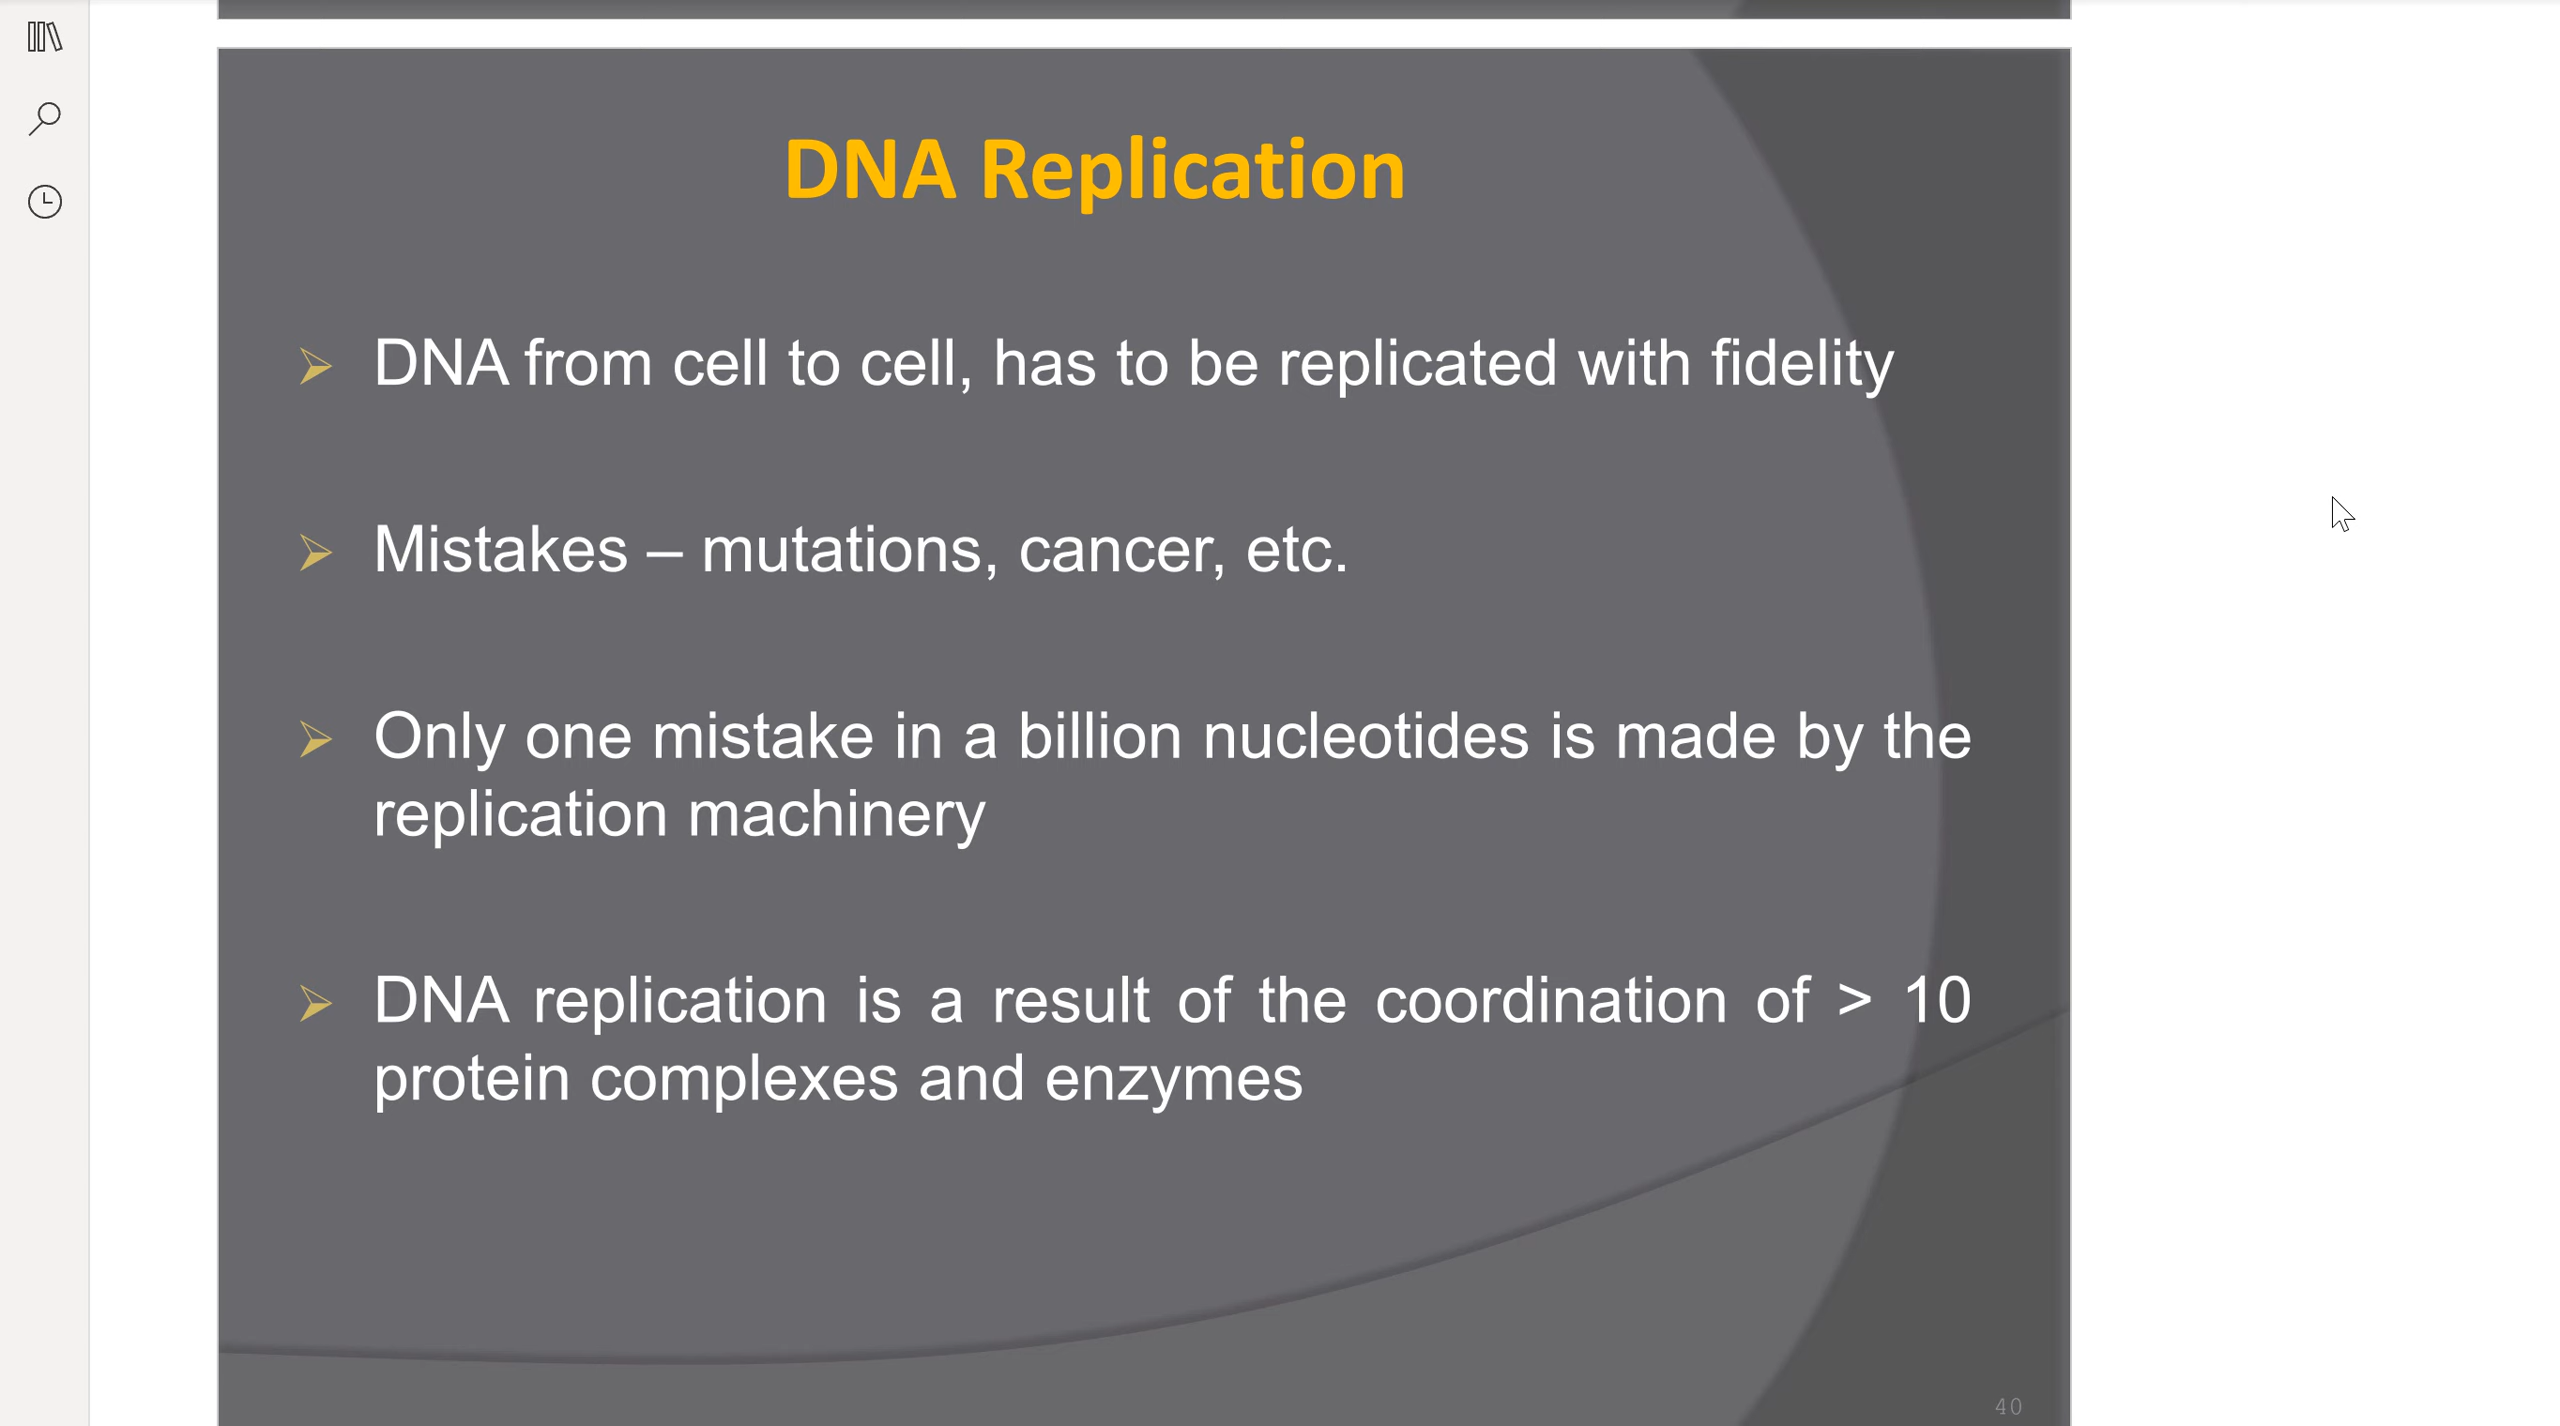 DNA Replication
DNA from cell to cell, has to be replicated with fidelity
Mistakes – mutations, cancer, etc.
Only one mistake in a billion nucleotides is made by the
replication machinery
DNA replication is a result of the coordination of > 10
protein complexes and enzymes
40